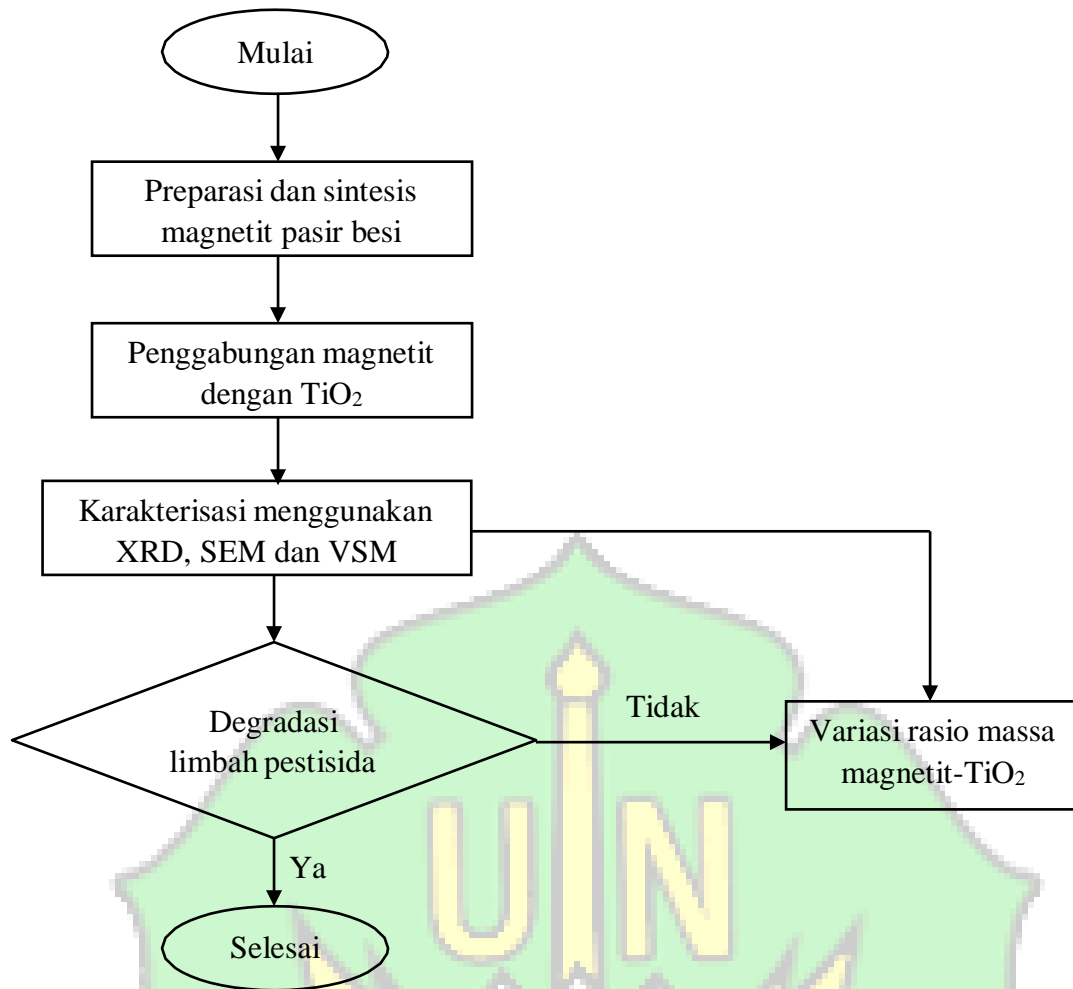 Mulai
Preparasi dan sintesis
magnetit pasir besi
Penggabungan magnetit
dengan TiO₂
Karakterisasi menggunakan
XRD, SEM dan VSM
Degradasi
limbah pestisida
Tidak
Variasi rasio massa
magnetit-TiO₂
Ya
Selesai
UIN